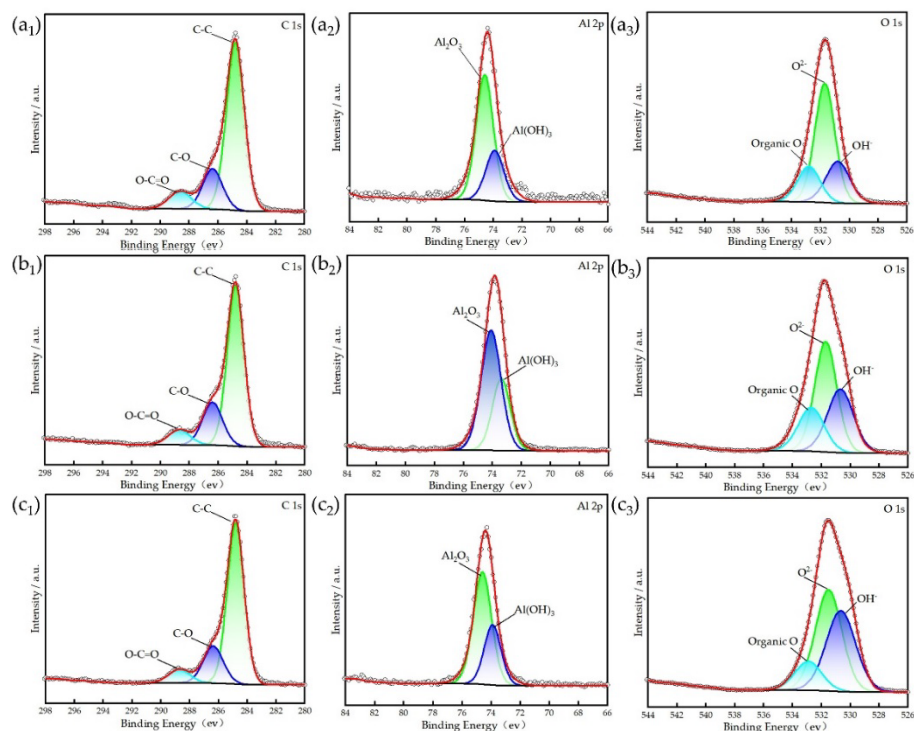 (a1) C 1s
C-C
C-O
O-C=O
Intensity / a.u.
298 296 294 292 290 288 286 284 282 280
Binding Energy（ev）
(a2) Al 2p
Al2O3
Al(OH)3
Intensity / a.u.
84 82 80 78 76 74 72 70 68 66
Binding Energy（ev）
(a3) O 1s
O2-
Organic O
OH-
Intensity / a.u.
544 542 540 538 536 534 532 530 528 526
Binding Energy（ev）
(b1) C 1s
C-C
C-O
O-C=O
Intensity / a.u.
298 296 294 292 290 288 286 284 282 280
Binding Energy（ev）
(b2) Al 2p
Al2O3
Al(OH)3
Intensity / a.u.
84 82 80 78 76 74 72 70 68 66
Binding Energy（ev）
(b3) O 1s
O2-
Organic O
OH-
Intensity / a.u.
544 542 540 538 536 534 532 530 528 526
Binding Energy（ev）
(c1) C 1s
C-C
C-O
O-C=O
Intensity / a.u.
298 296 294 292 290 288 286 284 282 280
Binding Energy（ev）
(c2) Al 2p
Al2O3
Al(OH)3
Intensity / a.u.
84 82 80 78 76 74 72 70 68 66
Binding Energy（ev）
(c3) O 1s
O2-
OH-
Organic O
Intensity / a.u.
544 542 540 538 536 534 532 530 528 526
Binding Energy（ev）